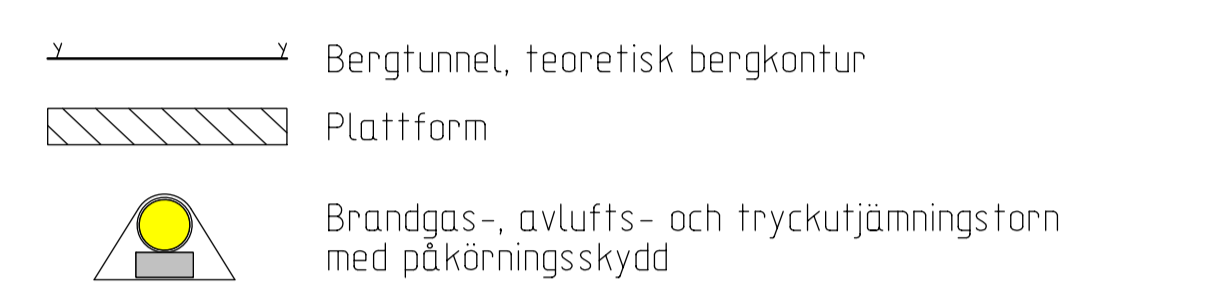 Bergtunnel, teoretisk bergkontur
Plattform
Brandgas-, avlufts- och tryckutjämningstorn
med påkörningsskydd